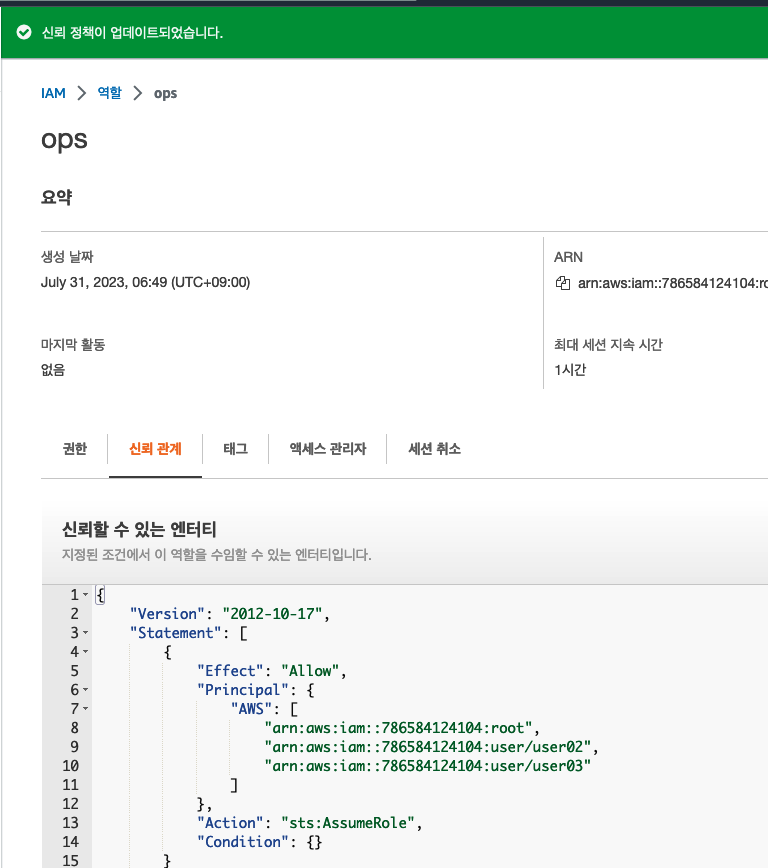 신뢰 정책이 업데이트되었습니다.
IAM > 역할 > ops
ops
요약
생성 날짜
July 31, 2023, 06:49 (UTC+09:00)
ARN
arn:aws:iam::786584124104:ro
마지막 활동
없음
최대 세션 지속 시간
1시간
권한 신뢰 관계 태그 액세스 관리자 세션 취소
신뢰할 수 있는 엔터티
지정된 조건에서 이 역할을 수임할 수 있는 엔터티입니다.
1 {
2 "Version": "2012-10-17",
3 "Statement": [
4 {
5 "Effect": "Allow",
6 "Principal": {
7 "AWS": [
8 "arn:aws:iam::786584124104:root",
9 "arn:aws:iam::786584124104:user/user02",
10 "arn:aws:iam::786584124104:user/user03"
11 ]
12 },
13 "Action": "sts:AssumeRole",
14 "Condition": {}
15 }